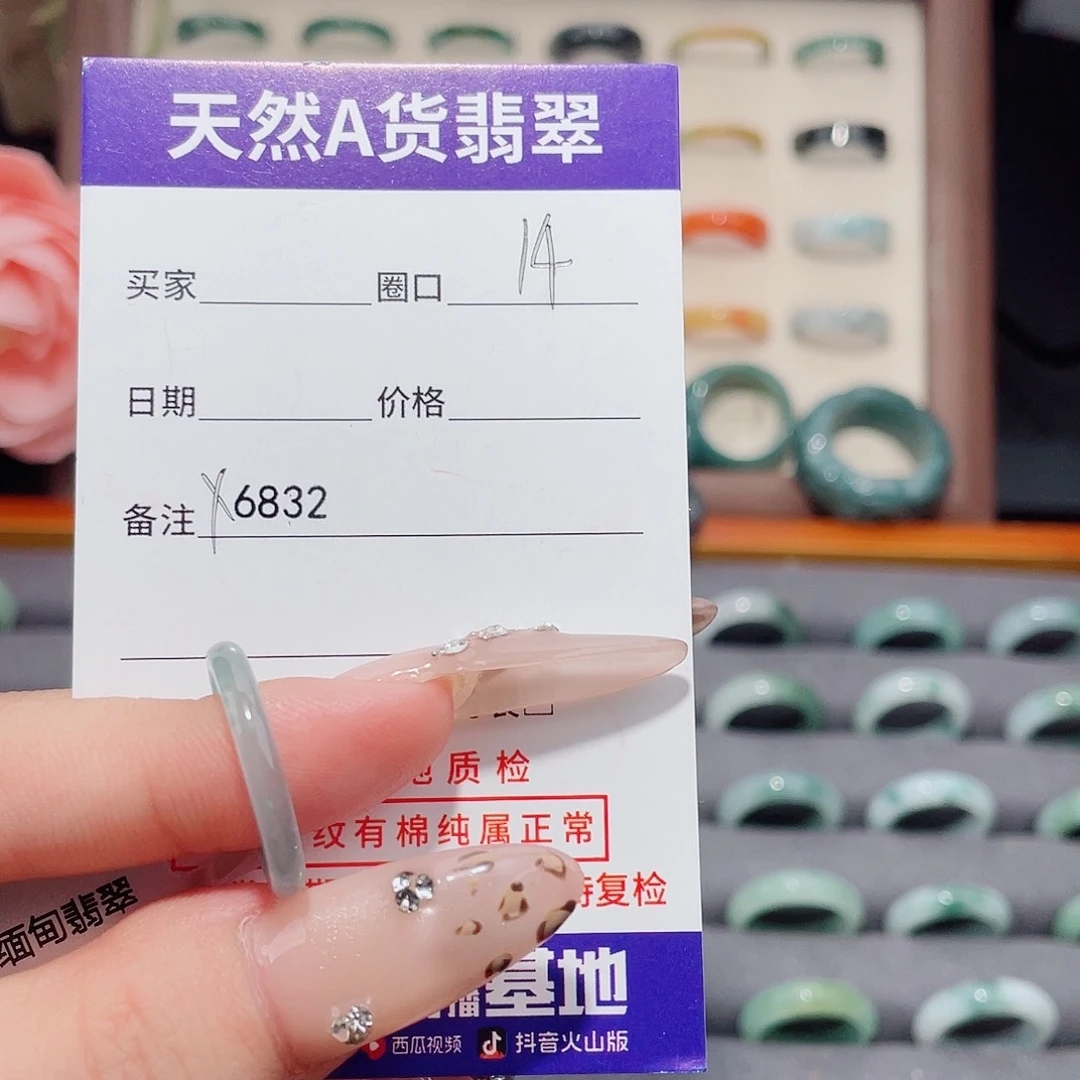 天然A货翡翠
买家 圈口 14
日期 价格
备注 X6832
质检
纹有棉纯属正常
复检
缅甸翡翠
播基地
西瓜视频 抖音火山版